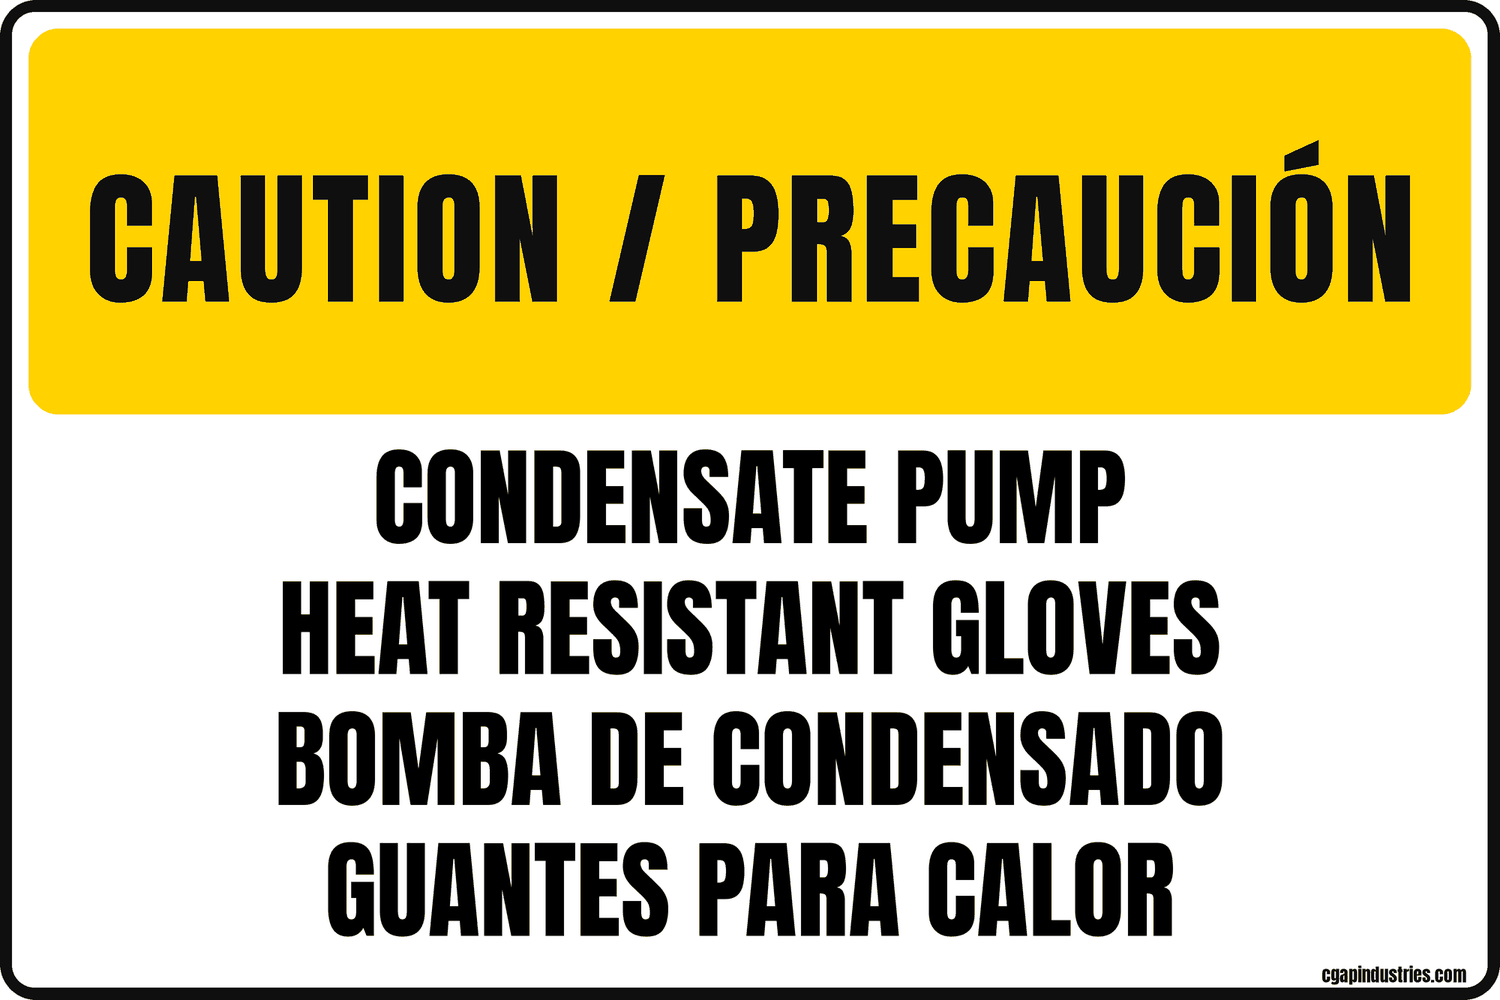 CAUTION / PRECAUCIÓN
CONDENSATE PUMP
HEAT RESISTANT GLOVES
BOMBA DE CONDENSADO
GUANTES PARA CALOR
cgapindustries.com